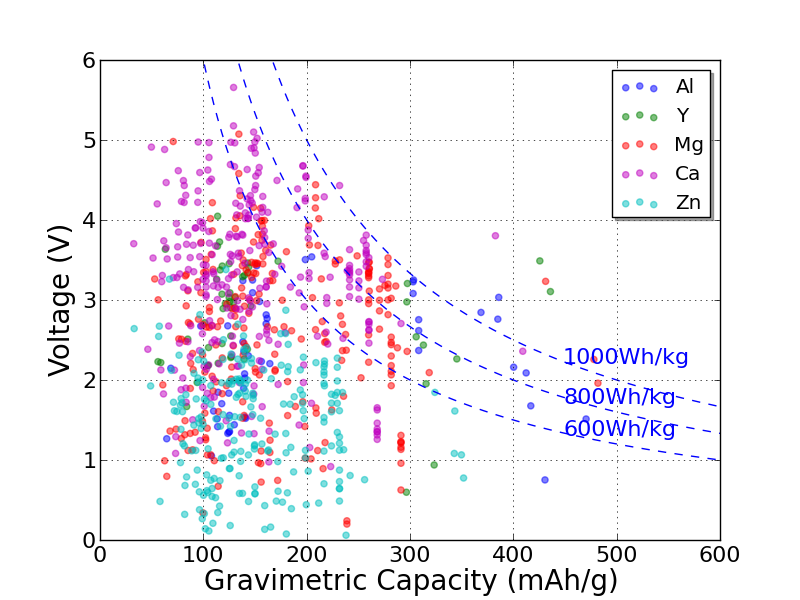 6
5
4
3
2
1
0
Voltage (V)
Al
Y
Mg
Ca
Zn
1000Wh/kg
800Wh/kg
600Wh/kg
0 100 200 300 400 500 600
Gravimetric Capacity (mAh/g)